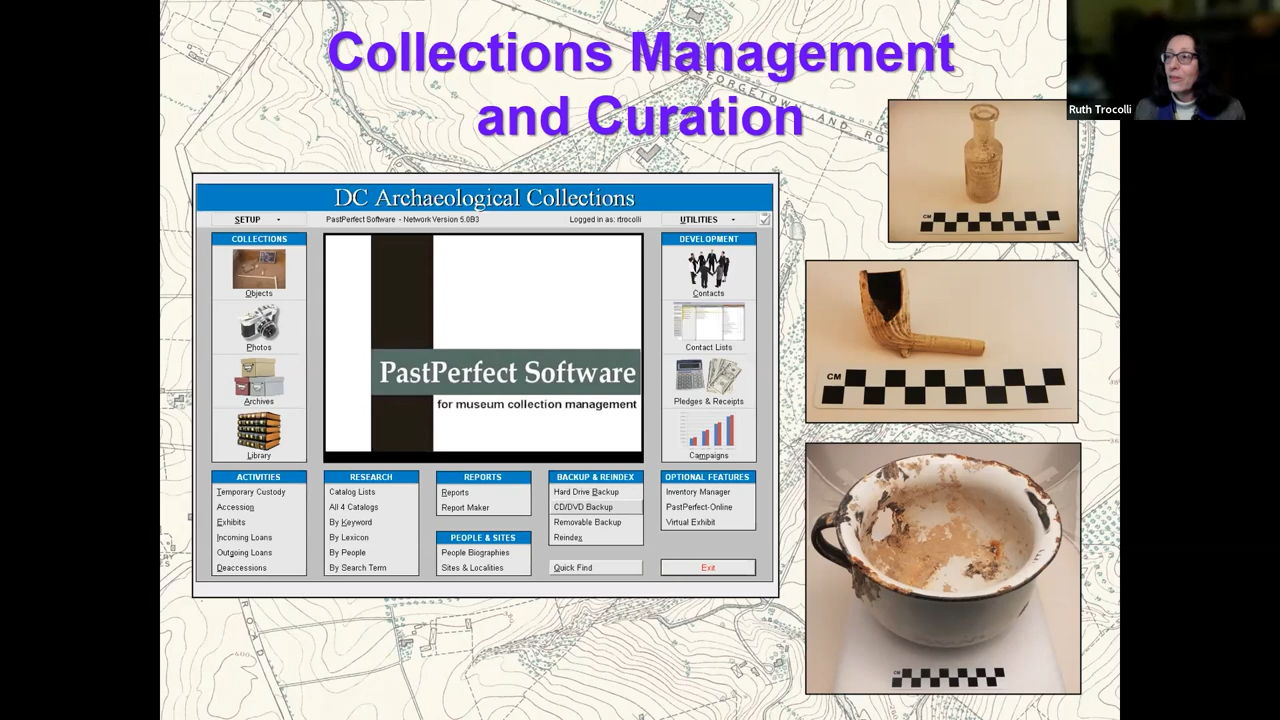 Collections Management
and Curation
Ruth Trocolli
GEORGETOWN AND RO
DC Archaeological Collections
SETUP
PastPerfect Software - Network Version 5.0B3
Logged in as: rtrocolli
UTILITIES
COLLECTIONS
Objects
Photos
Archives
Library
PastPerfect Software
for museum collection management
DEVELOPMENT
Contacts
Contact Lists
Pledges & Receipts
Campaigns
ACTIVITIES
Temporary Custody
Accession
Exhibits
Incoming Loans
Outgoing Loans
Deaccessions
RESEARCH
Catalog Lists
All 4 Catalogs
By Keyword
By Lexicon
By People
By Search Term
REPORTS
Reports
Report Maker
PEOPLE & SITES
People Biographies
Sites & Localities
BACKUP & REINDEX
Hard Drive Backup
CD/DVD Backup
Removable Backup
Reindex
Quick Find
OPTIONAL FEATURES
Inventory Manager
PastPerfect-Online
Virtual Exhibit
Exit
CM
CM
CM